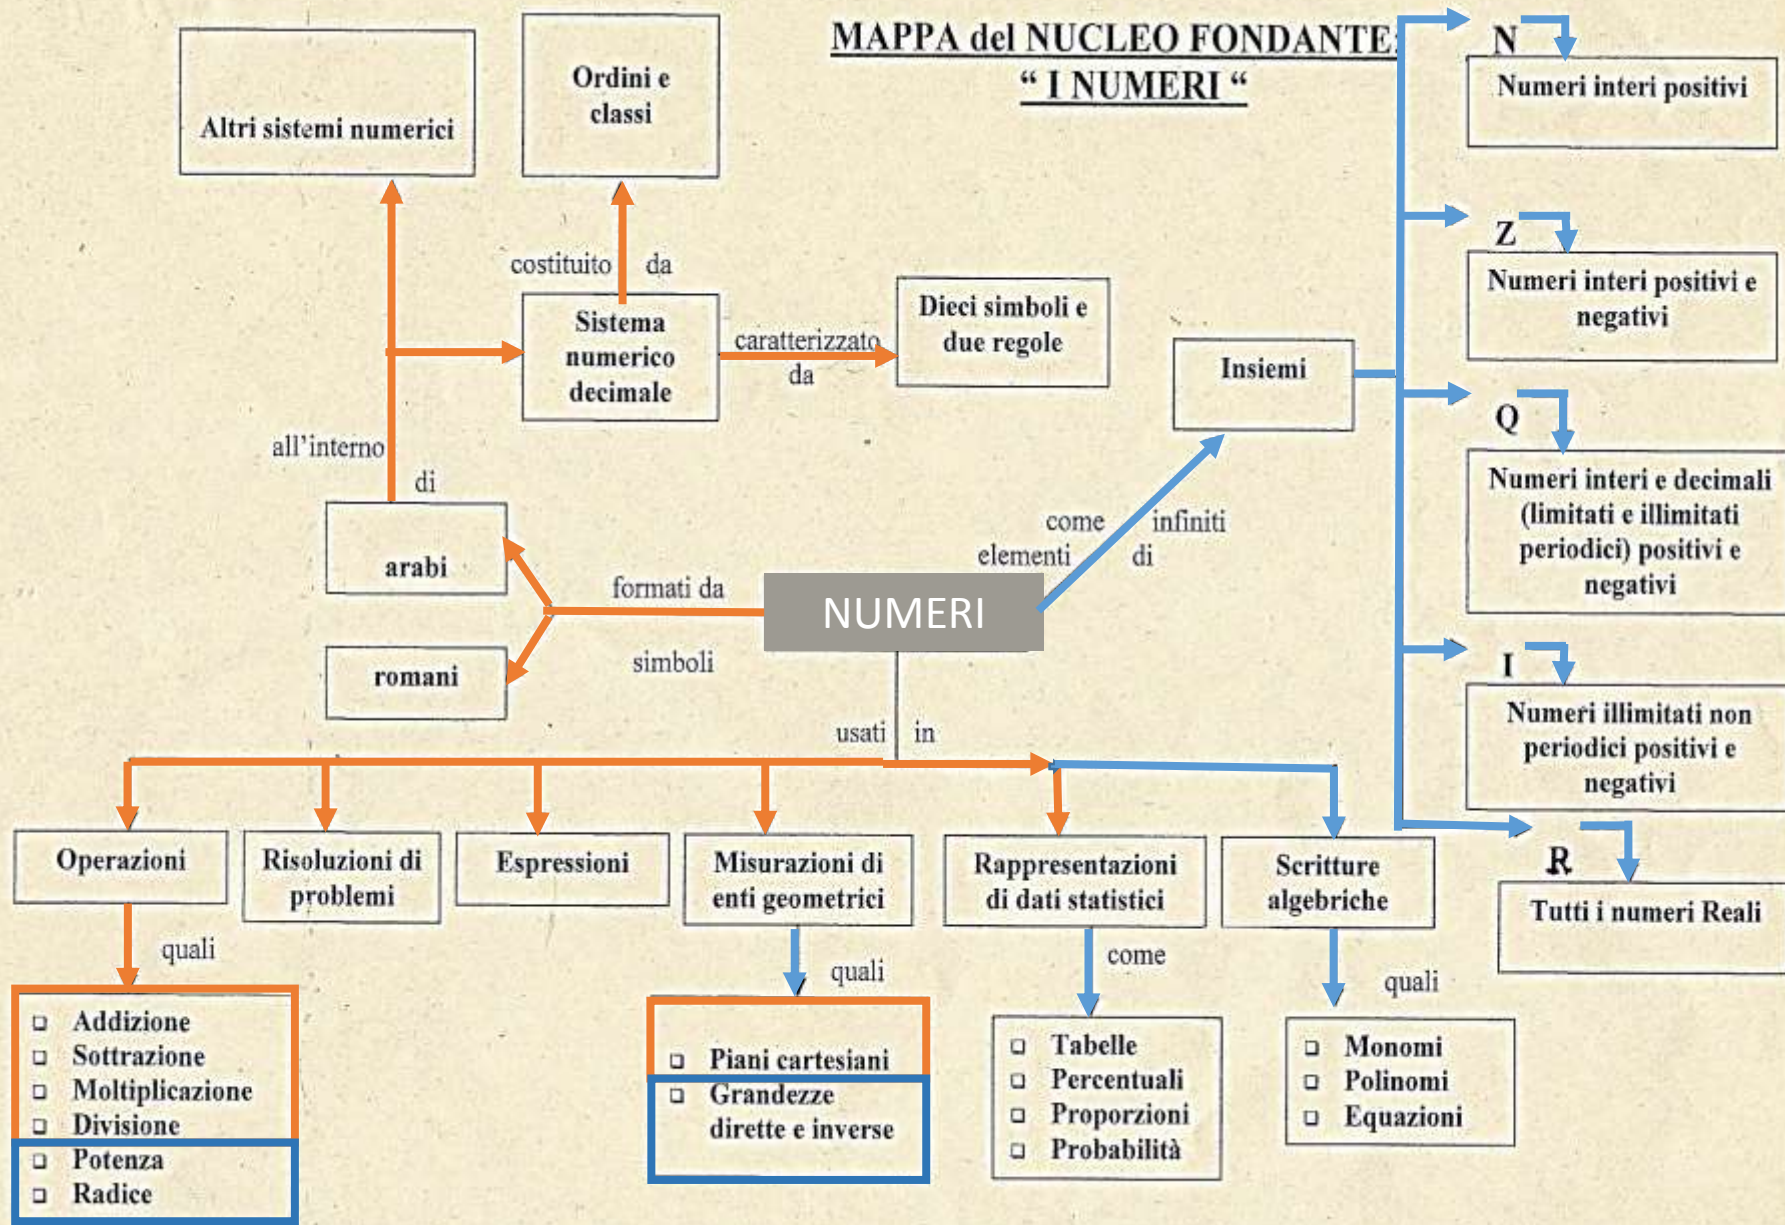 MAPPA del NUCLEO FONDANTE:
“ I NUMERI “
Altri sistemi numerici
Ordini e
classi
costituito da
Sistema
numerico
decimale
caratterizzato
da
Dieci simboli e
due regole
all’interno
di
arabi
romani
formati da
simboli
NUMERI
come infiniti
elementi di
Insiemi
N
Numeri interi positivi
Z
Numeri interi positivi e
negativi
Q
Numeri interi e decimali
(limitati e illimitati
periodici) positivi e
negativi
I
Numeri illimitati non
periodici positivi e
negativi
R
Tutti i numeri Reali
usati in
Operazioni
Risoluzioni di
problemi
Espressioni
Misurazioni di
enti geometrici
Rappresentazioni
di dati statistici
Scritture
algebriche
quali
❑ Addizione
❑ Sottrazione
❑ Moltiplicazione
❑ Divisione
❑ Potenza
❑ Radice
quali
❑ Piani cartesiani
❑ Grandezze
dirette e inverse
come
❑ Tabelle
❑ Percentuali
❑ Proporzioni
❑ Probabilità
quali
❑ Monomi
❑ Polinomi
❑ Equazioni